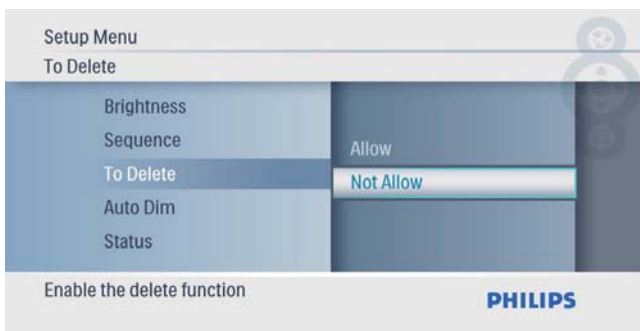 Setup Menu
To Delete
Brightness
Sequence
To Delete
Auto Dim
Status
Allow
Not Allow
Enable the delete function
PHILIPS